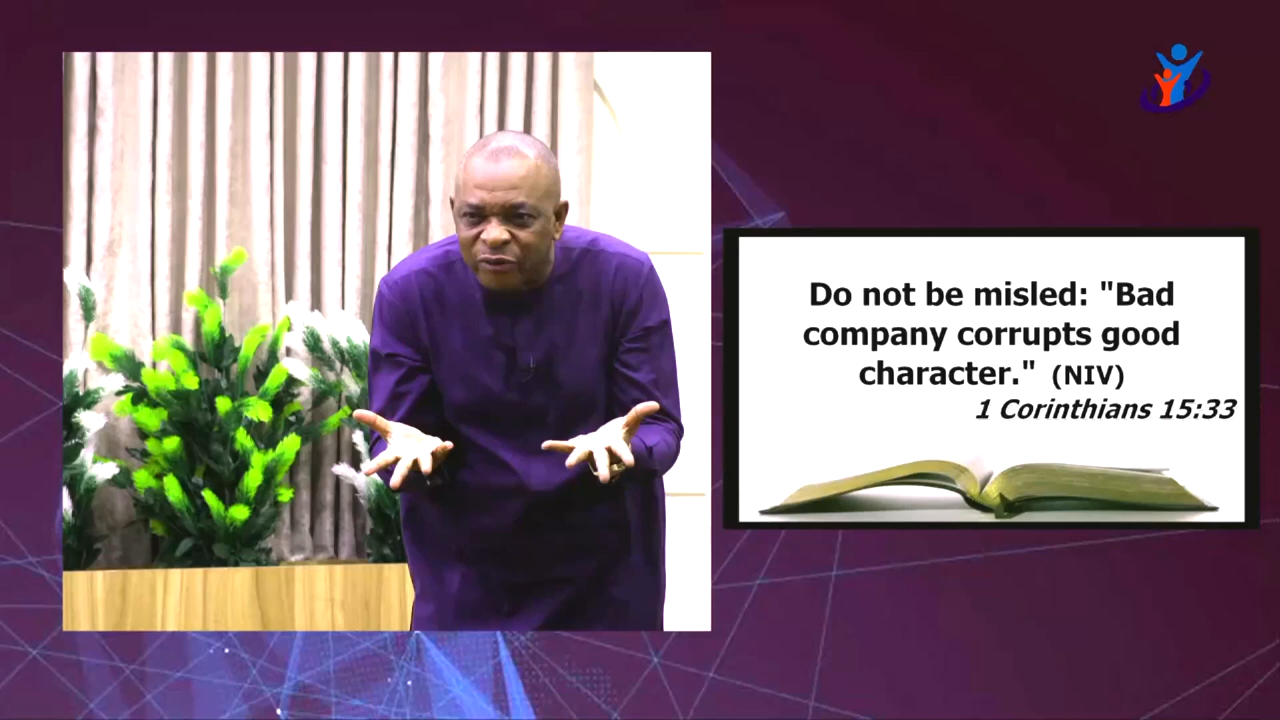 Do not be misled: "Bad
company corrupts good
character." (NIV)
1 Corinthians 15:33